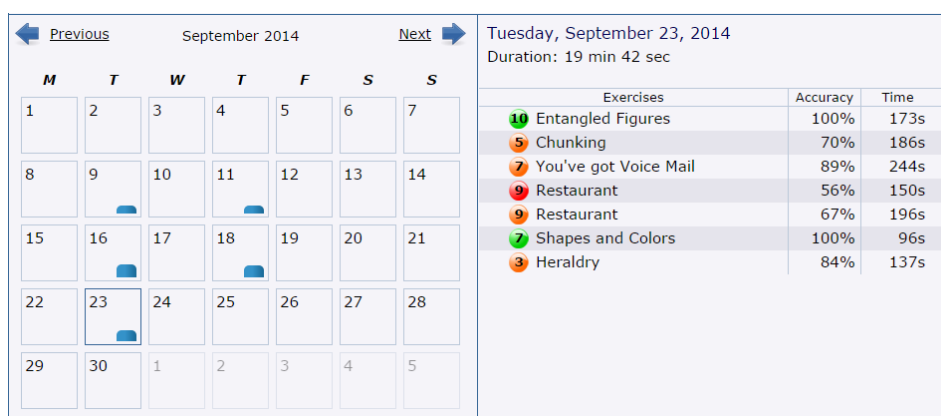 Previous September 2014 Next
M T W T F S S
1 2 3 4 5 6 7
8 9 10 11 12 13 14
15 16 17 18 19 20 21
22 23 24 25 26 27 28
29 30 1 2 3 4 5
Tuesday, September 23, 2014
Duration: 19 min 42 sec
Exercises Accuracy Time
10 Entangled Figures 100% 173s
5 Chunking 70% 186s
7 You've got Voice Mail 89% 244s
9 Restaurant 56% 150s
9 Restaurant 67% 196s
7 Shapes and Colors 100% 96s
3 Heraldry 84% 137s